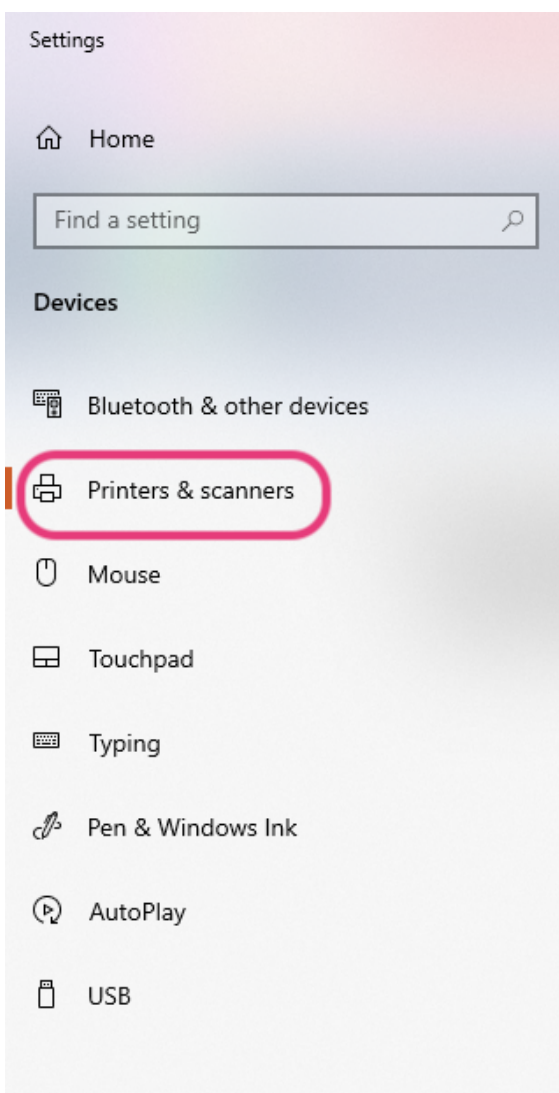 Settings
Home
Find a setting
Devices
Bluetooth & other devices
Printers & scanners
Mouse
Touchpad
Typing
Pen & Windows Ink
AutoPlay
USB